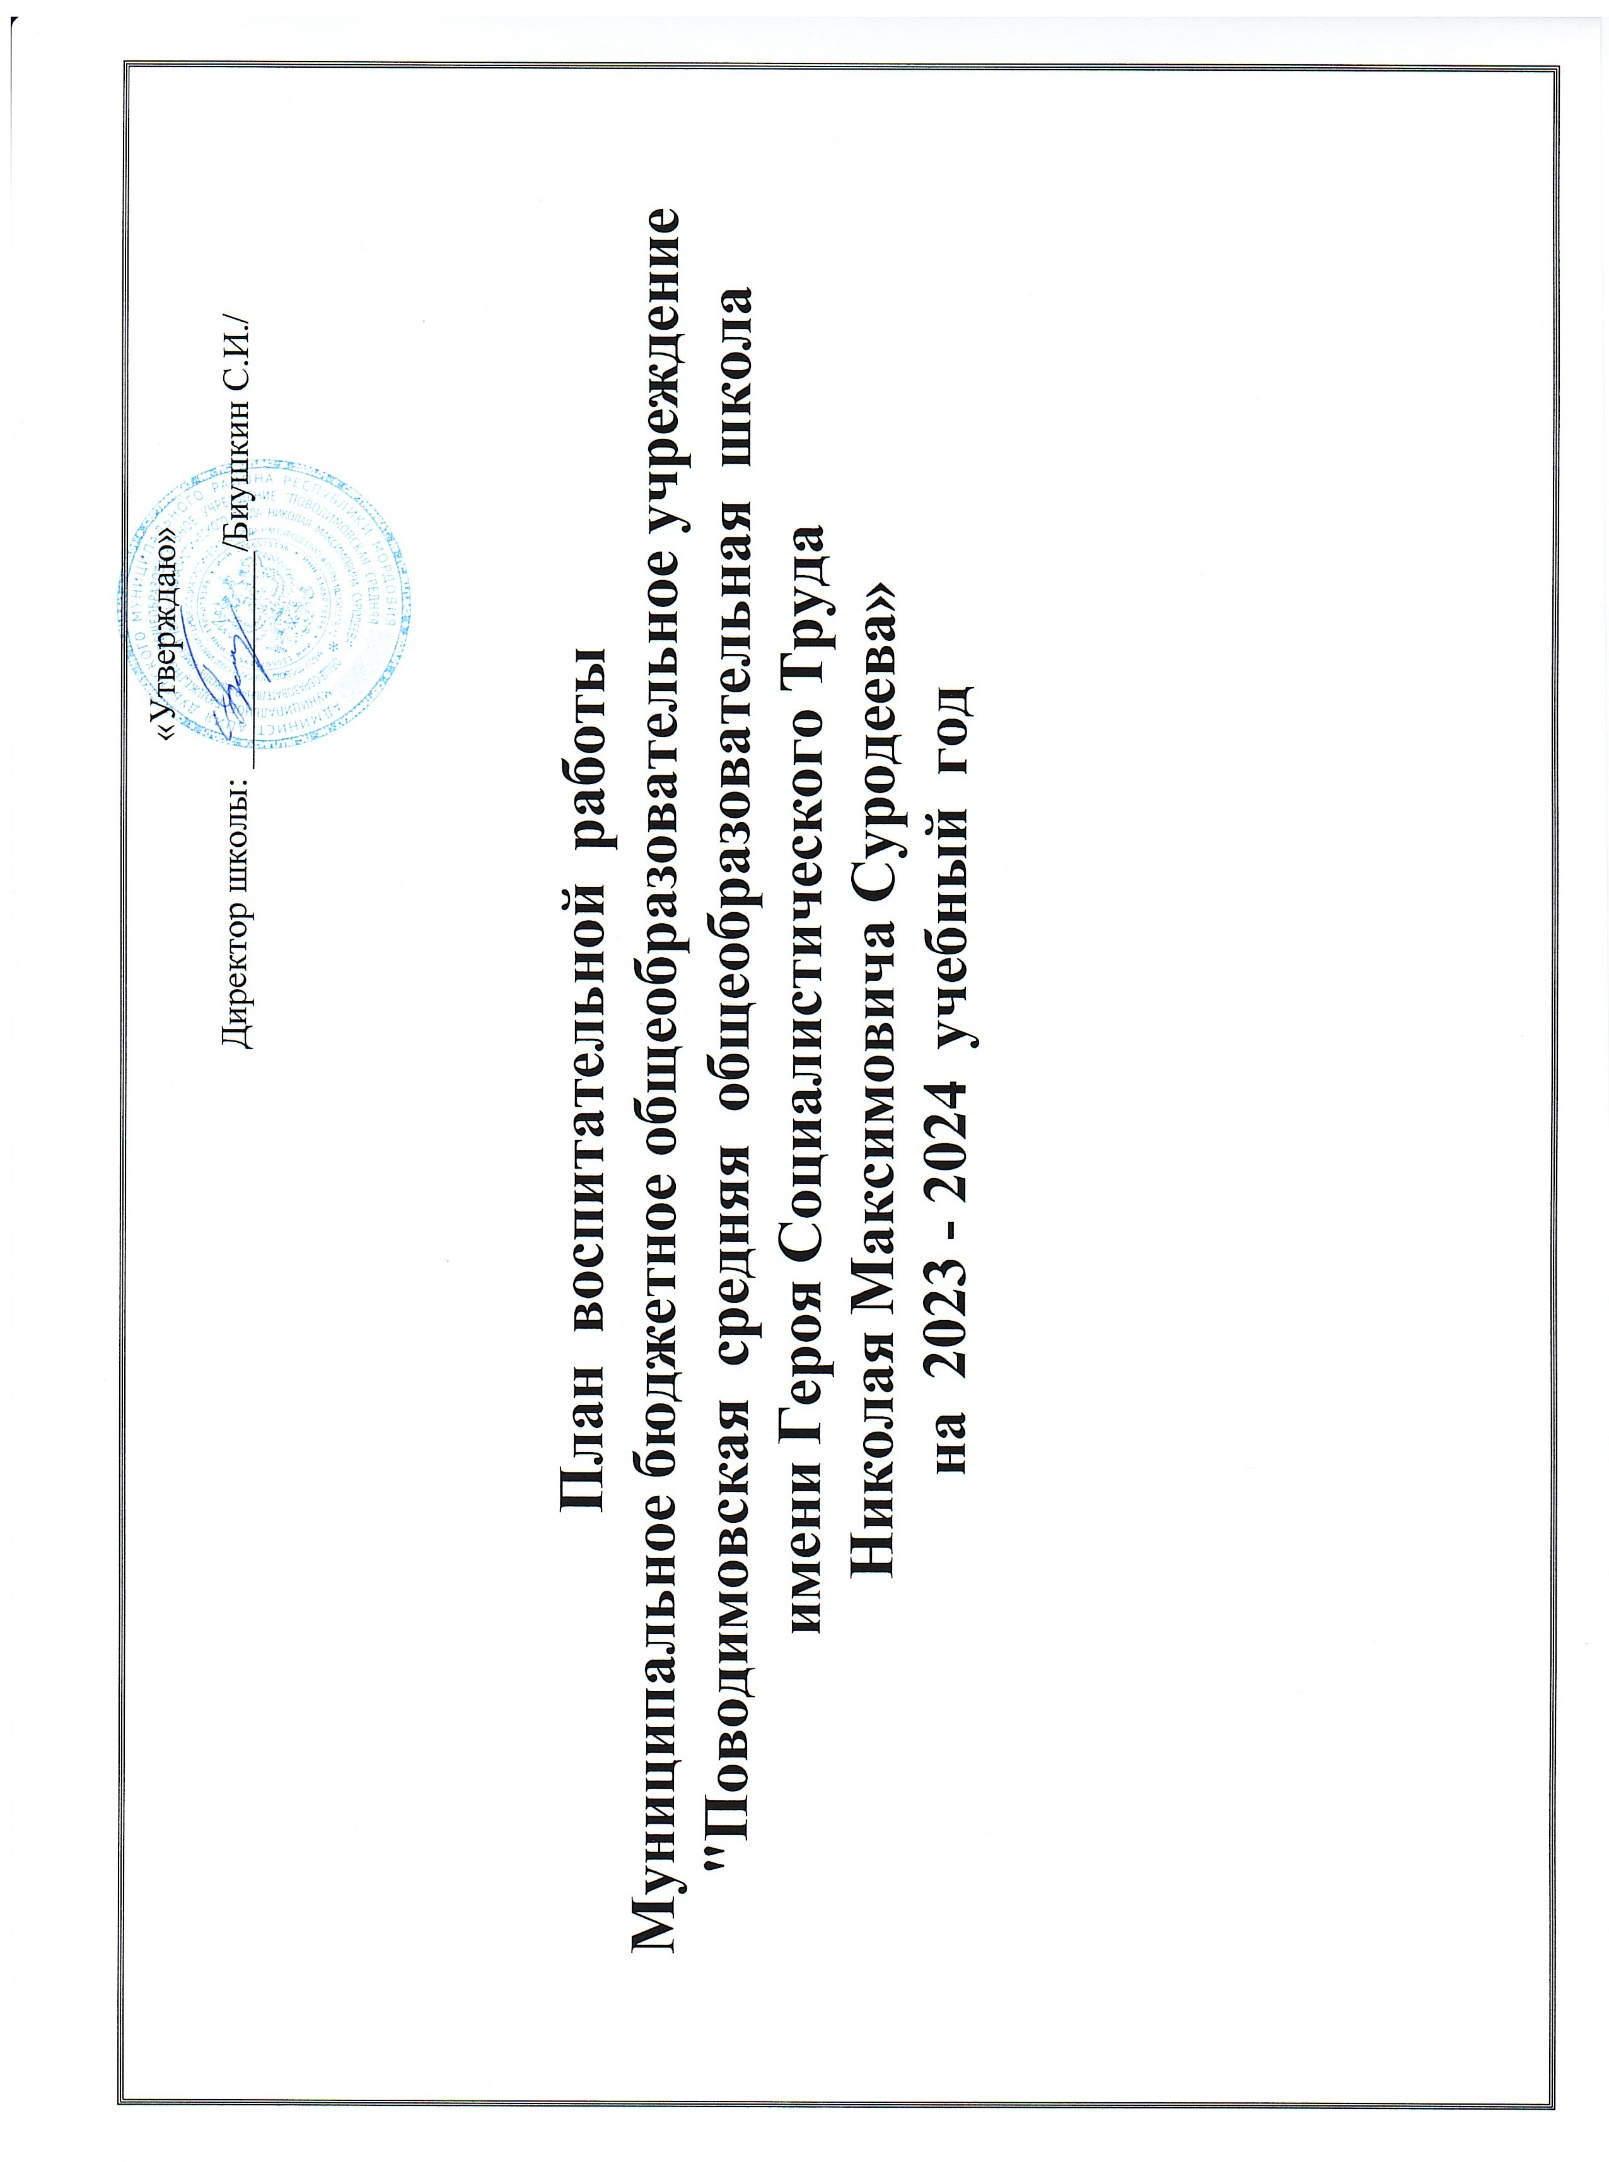 «Утверждаю»
Директор школы: ____________ /Биушкин С.И./
План воспитательной работы
Муниципальное бюджетное общеобразовательное учреждение
"Поводимовская средняя общеобразовательная школа
имени Героя Социалистического Труда
Николая Максимовича Суродеева»
на 2023 - 2024 учебный год